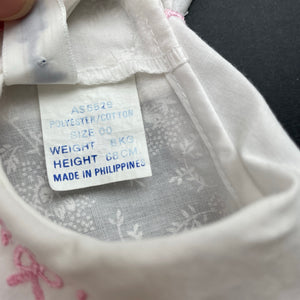 AS5829
POLYESTER/COTTON
SIZE 00
WEIGHT 8KG.
HEIGHT 68CM.
MADE IN PHILIPPINES